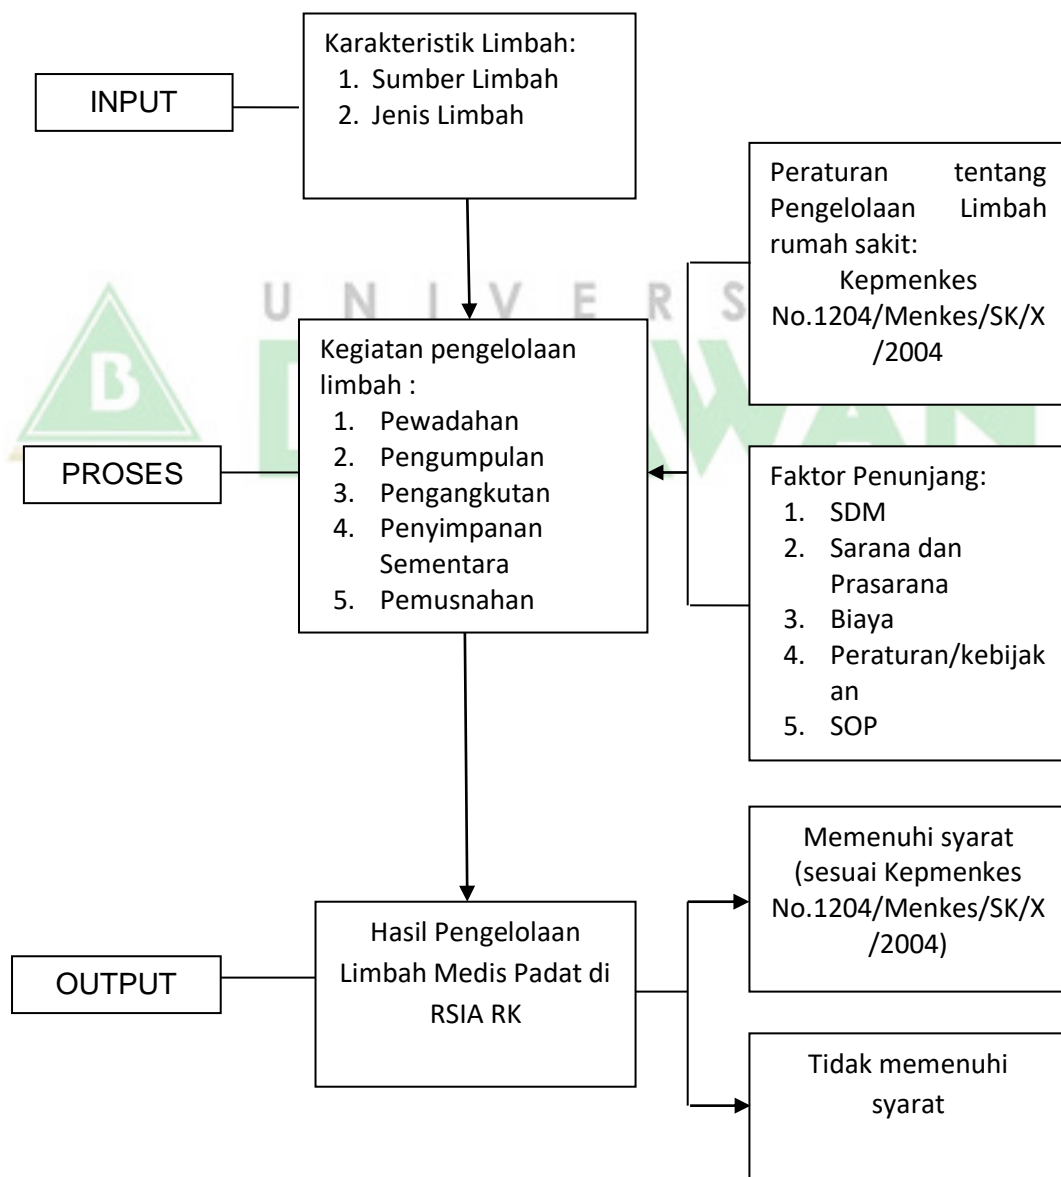 Karakteristik Limbah:
1. Sumber Limbah
2. Jenis Limbah
INPUT
Peraturan tentang
Pengelolaan Limbah
rumah sakit:
Kepmenkes
No.1204/Menkes/SK/X
/2004
U N I V E R S
B
WAN
Kegiatan pengelolaan
limbah :
1. Pewadahan
2. Pengumpulan
3. Pengangkutan
4. Penyimpanan
Sementara
5. Pemusnahan
PROSES
Faktor Penunjang:
1. SDM
2. Sarana dan
Prasarana
3. Biaya
4. Peraturan/kebijak
an
5. SOP
Memenuhi syarat
(sesuai Kepmenkes
No.1204/Menkes/SK/X
/2004)
Hasil Pengelolaan
Limbah Medis Padat di
RSIA RK
OUTPUT
Tidak memenuhi
syarat